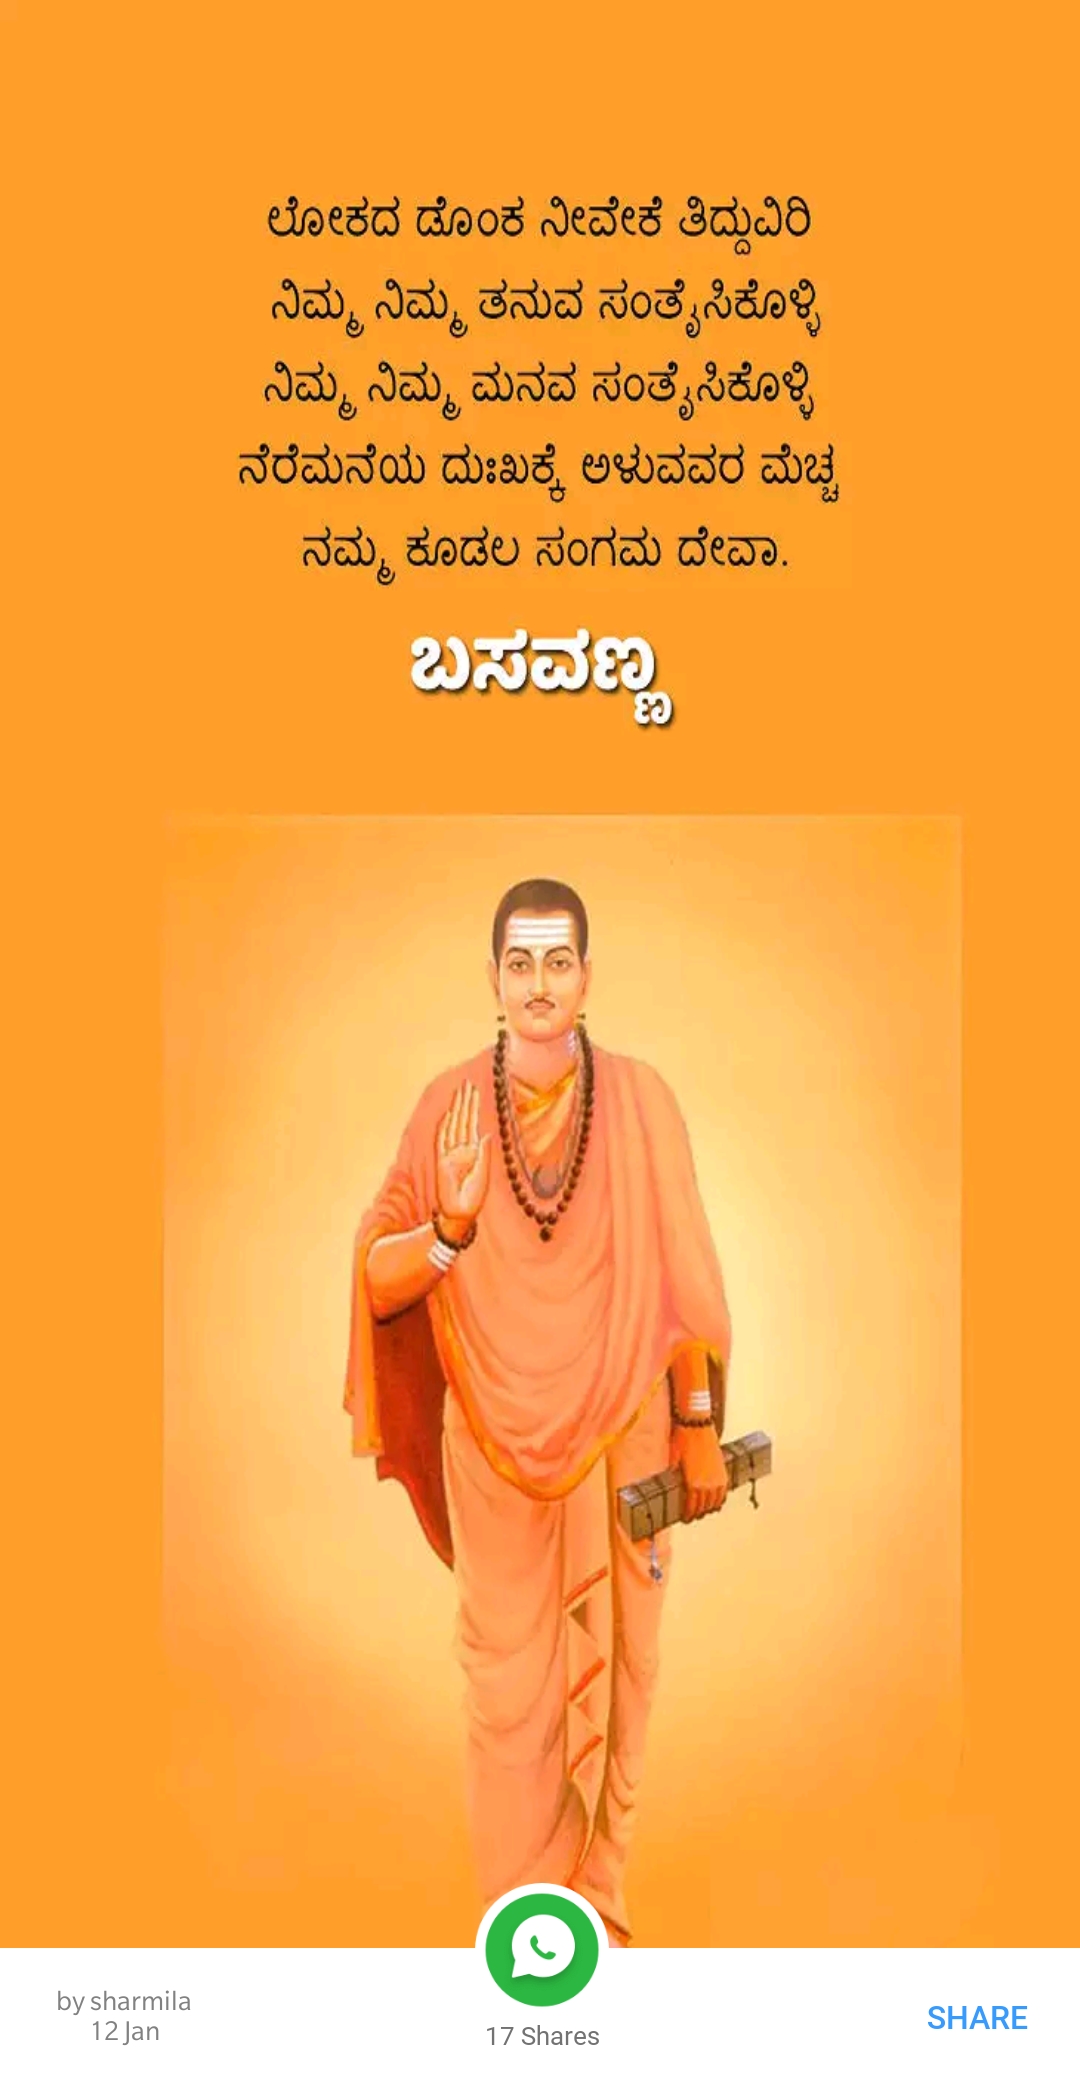 ಲೋಕದ ಡೊಂಕ ನೀವೇಕೆ ತಿದ್ದುವಿರಿ
ನಿಮ್ಮ ನಿಮ್ಮ ತನುವ ಸಂತೈಸಿಕೊಳ್ಳಿ
ನಿಮ್ಮ ನಿಮ್ಮ ಮನವ ಸಂತೈಸಿಕೊಳ್ಳಿ
ನೆರೆಮನೆಯ ದುಃಖಕ್ಕೆ ಅಳುವವರ ಮೆಚ್ಚ
ನಮ್ಮ ಕೂಡಲ ಸಂಗಮ ದೇವಾ.
ಬಸವಣ್ಣ
by sharmila
12 Jan
17 Shares
SHARE